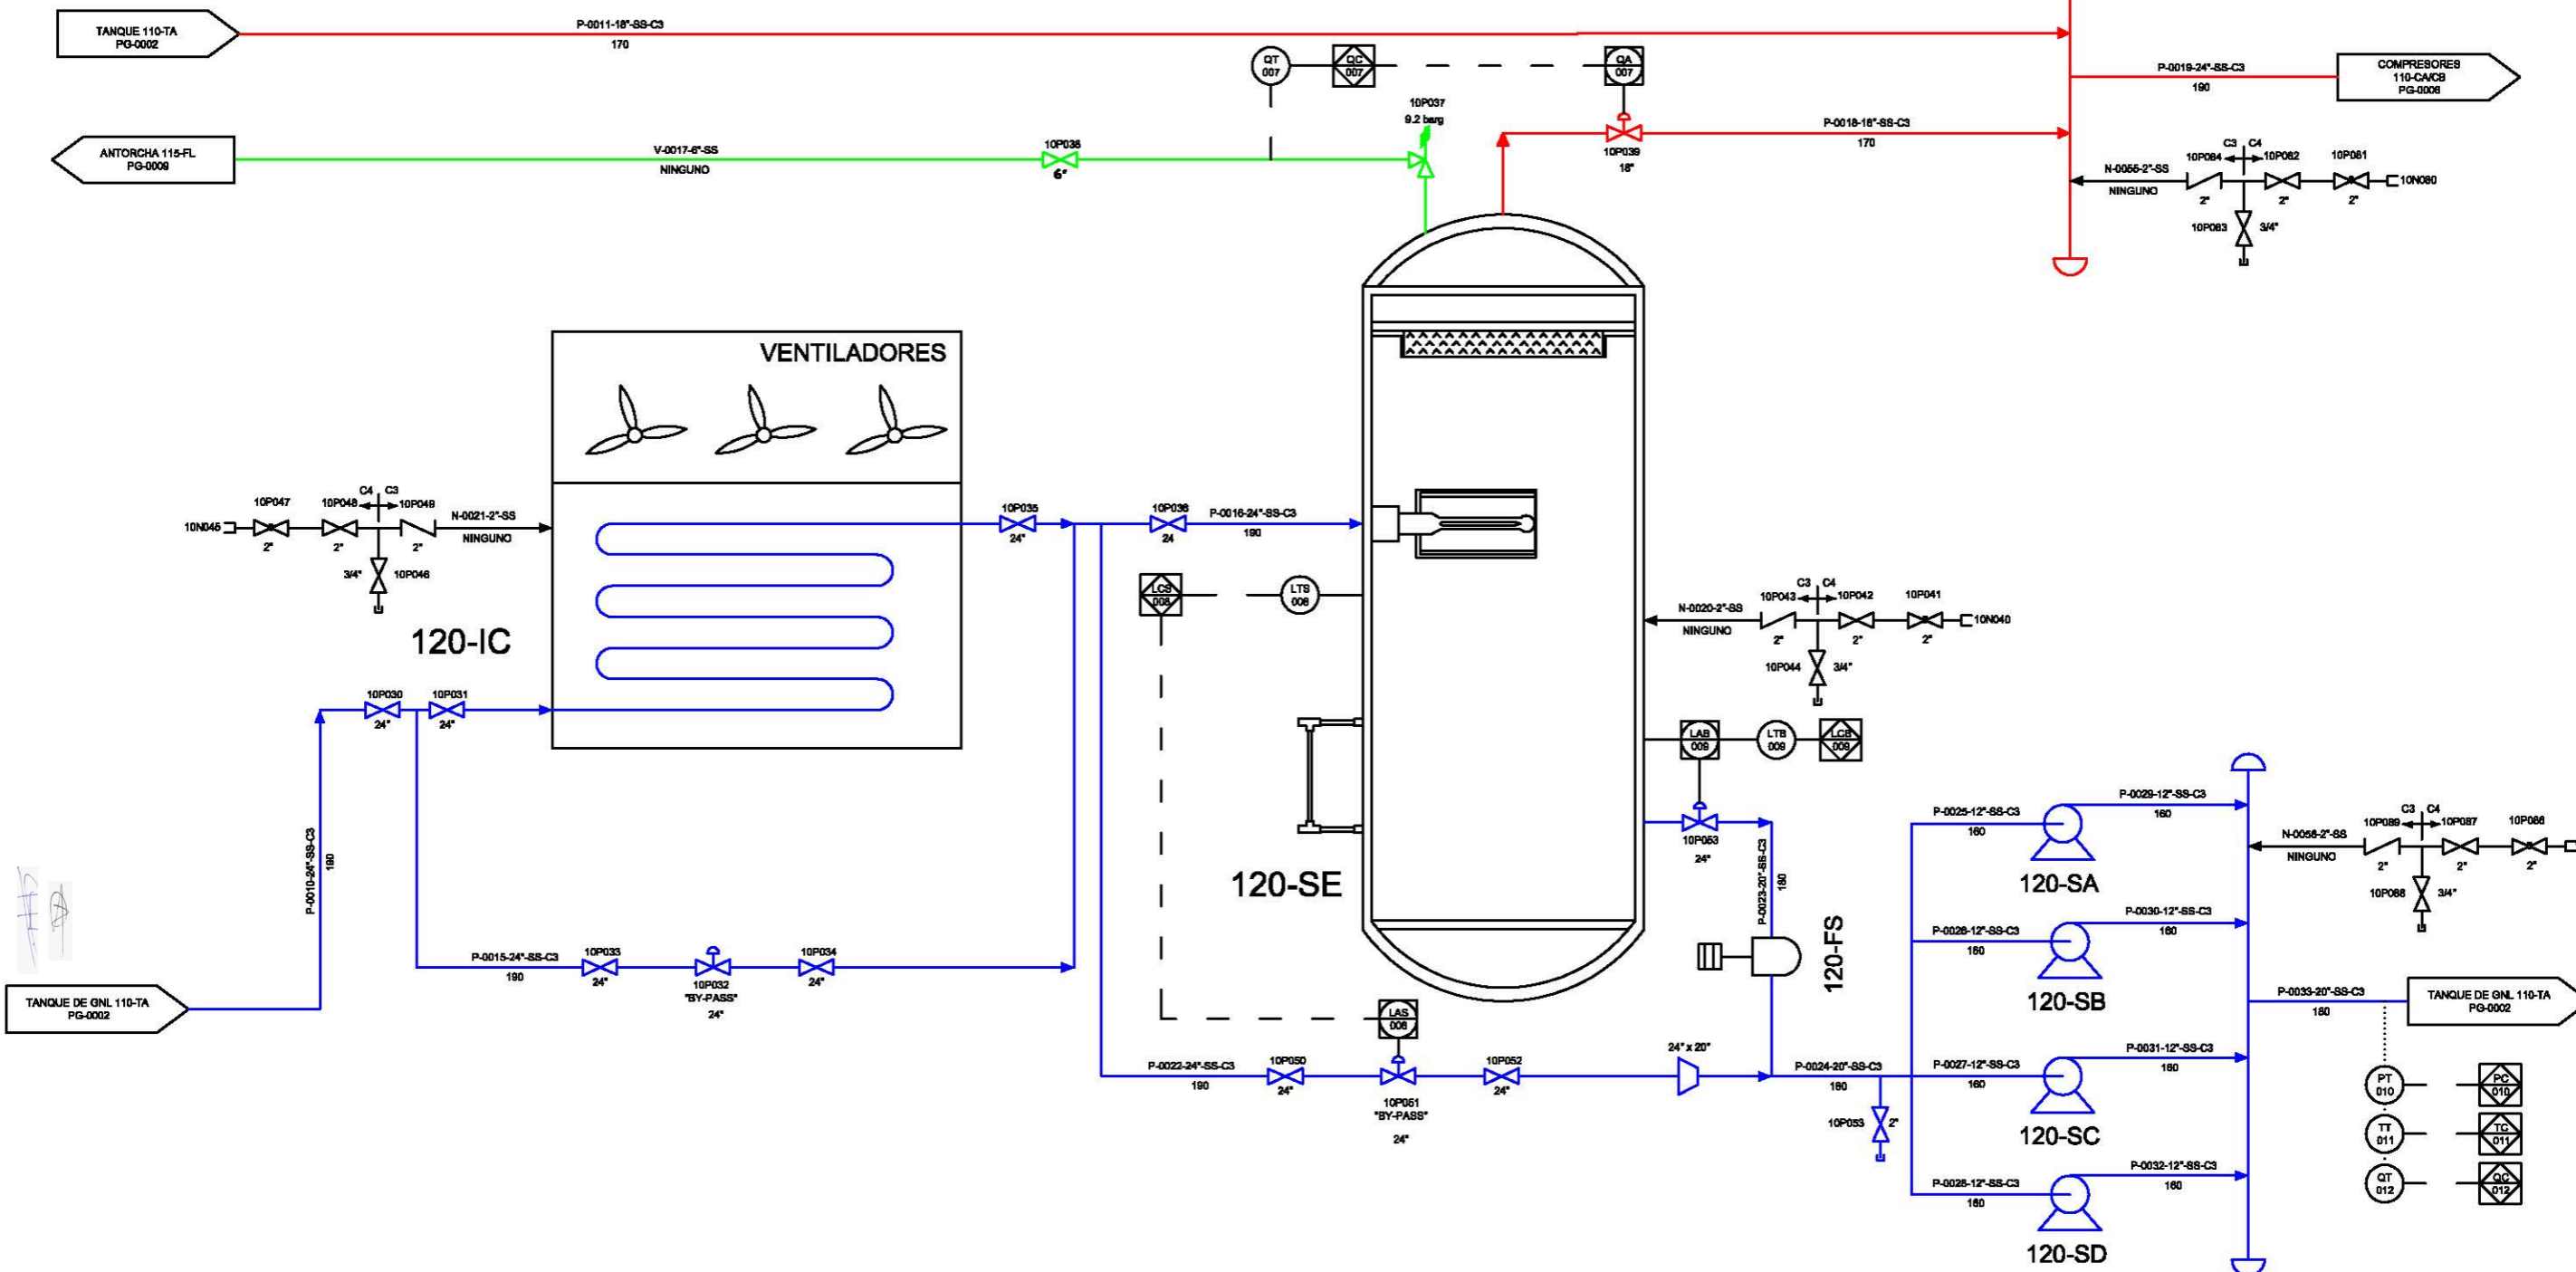 TANQUE 110-TA
PG-0002
P-0011-18"-SS-C3
170
QT
007
QC
007
QA
007
P-0019-24"-SS-C3
190
COMPRESORES
110-CA/CB
PG-0006
10P037
9.2 barg
ANTORCHA 115-FL
PG-0009
V-0017-6"-SS
NINGUNO
10P038
6"
10P039
18"
P-0018-18"-SS-C3
170
C3
C4
10P084
10P082
10P081
N-0055-2"-SS
NINGUNO
2"
2"
2"
10N080
10P083
3/4"
VENTILADORES
10P047
10P048
C4
C3
10P049
N-0021-2"-SS
NINGUNO
10N045
2"
2"
2"
3/4"
10P046
120-IC
10P035
24"
10P036
24
P-0016-24"-SS-C3
190
LCS
008
LTS
008
C3
C4
10P043
10P042
10P041
N-0020-2"-SS
NINGUNO
2"
2"
2"
10N040
10P044
3/4"
10P030
24"
10P031
24"
LAB
009
LTB
009
LCB
009
P-0010-24"-SS-C3
190
10P053
24"
P-0023-20"-SS-C3
180
120-SE
P-0025-12"-SS-C3
160
P-0029-12"-SS-C3
160
120-SA
C3
C4
10P089
10P087
10P086
N-0056-2"-SS
NINGUNO
2"
2"
2"
10P088
3/4"
P-0026-12"-SS-C3
160
P-0030-12"-SS-C3
160
120-SB
120-FS
P-0015-24"-SS-C3
190
10P033
24"
10P032
"BY-PASS"
24"
10P034
24"
TANQUE DE GNL 110-TA
PG-0002
LAS
008
P-0033-20"-SS-C3
180
TANQUE DE GNL 110-TA
PG-0002
P-0022-24"-SS-C3
190
10P050
24"
10P051
"BY-PASS"
24"
10P052
24"
24" x 20"
P-0024-20"-SS-C3
180
10P053
2"
P-0027-12"-SS-C3
160
P-0031-12"-SS-C3
160
120-SC
P-0028-12"-SS-C3
160
P-0032-12"-SS-C3
160
120-SD
PT
010
PC
010
TT
011
TC
011
QT
012
QC
012